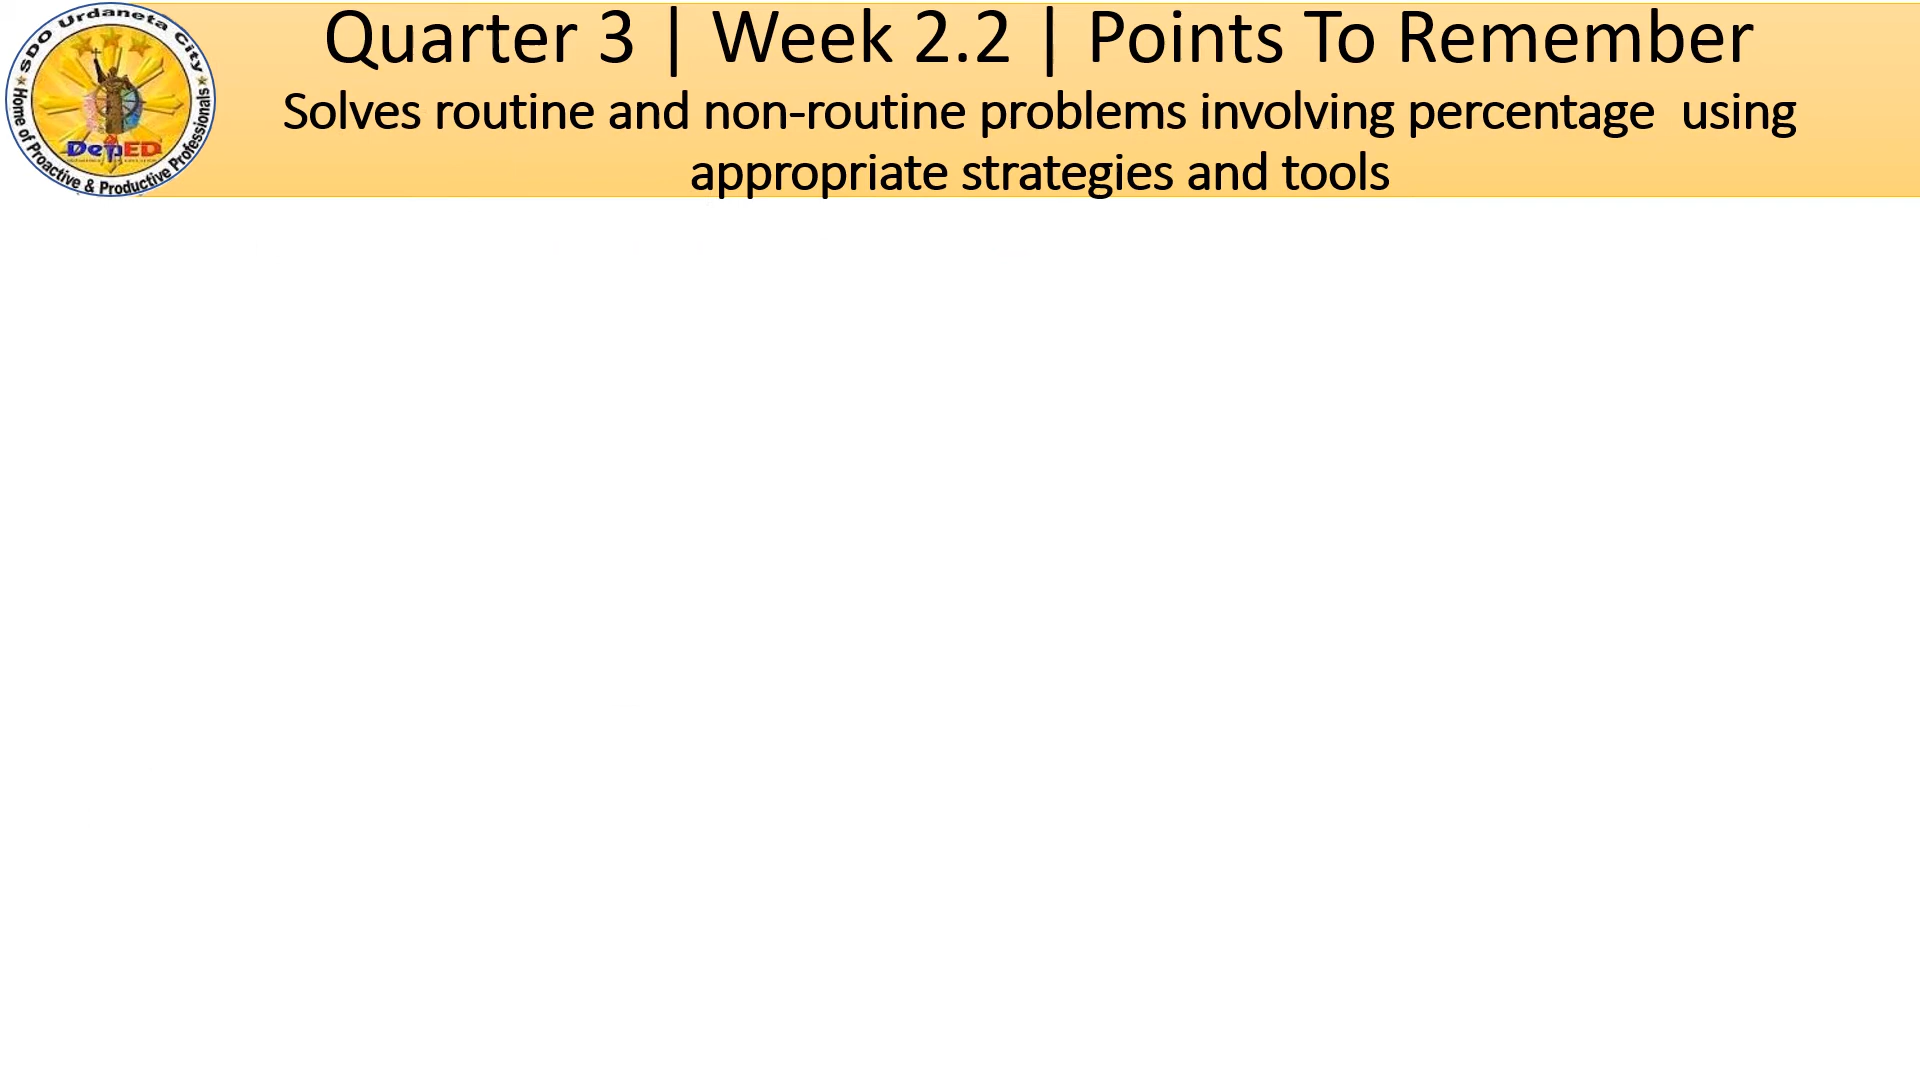 Quarter 3 | Week 2.2 | Points To Remember
Solves routine and non-routine problems involving percentage using
appropriate strategies and tools
SDO Urdaneta City
Home of Proactive & Productive Professionals
DepED